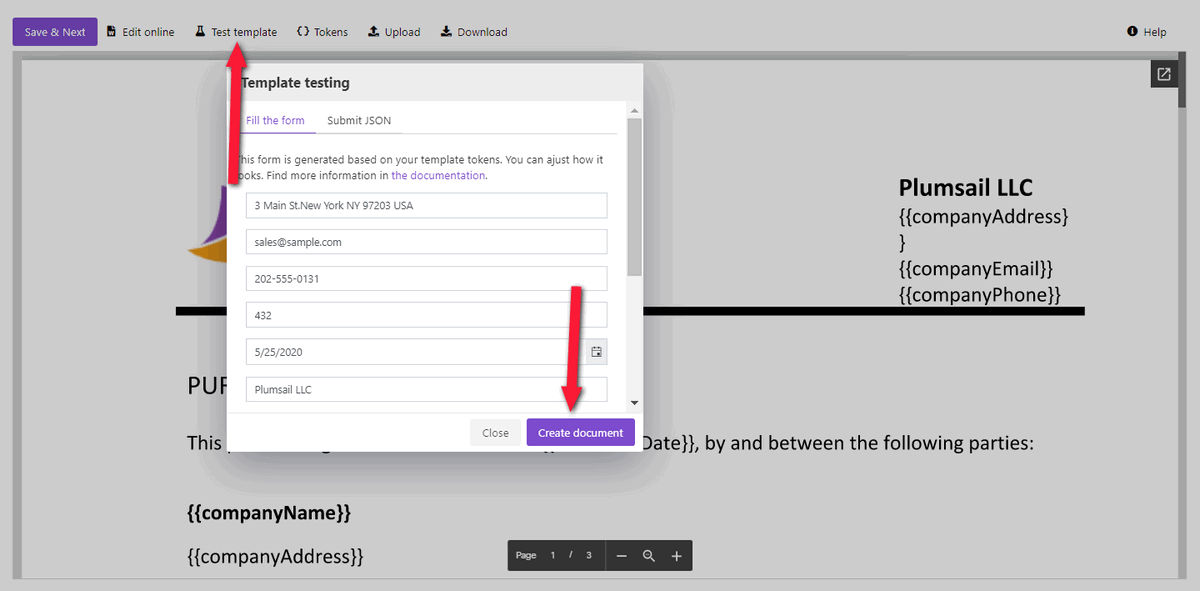 Save & Next Edit online Test template Tokens Upload Download Help
Template testing
Fill the form Submit JSON
This form is generated based on your template tokens. You can ajust how it
looks. Find more information in the documentation.
3 Main St.New York NY 97203 USA
sales@sample.com
202-555-0131
432
5/25/2020
Plumsail LLC
Close Create document
Plumsail LLC
{{companyAddress}
}
{{companyEmail}}
{{companyPhone}}
PUR
This Date}}, by and between the following parties:
{{companyName}}
{{companyAddress}}
Page 1 / 3